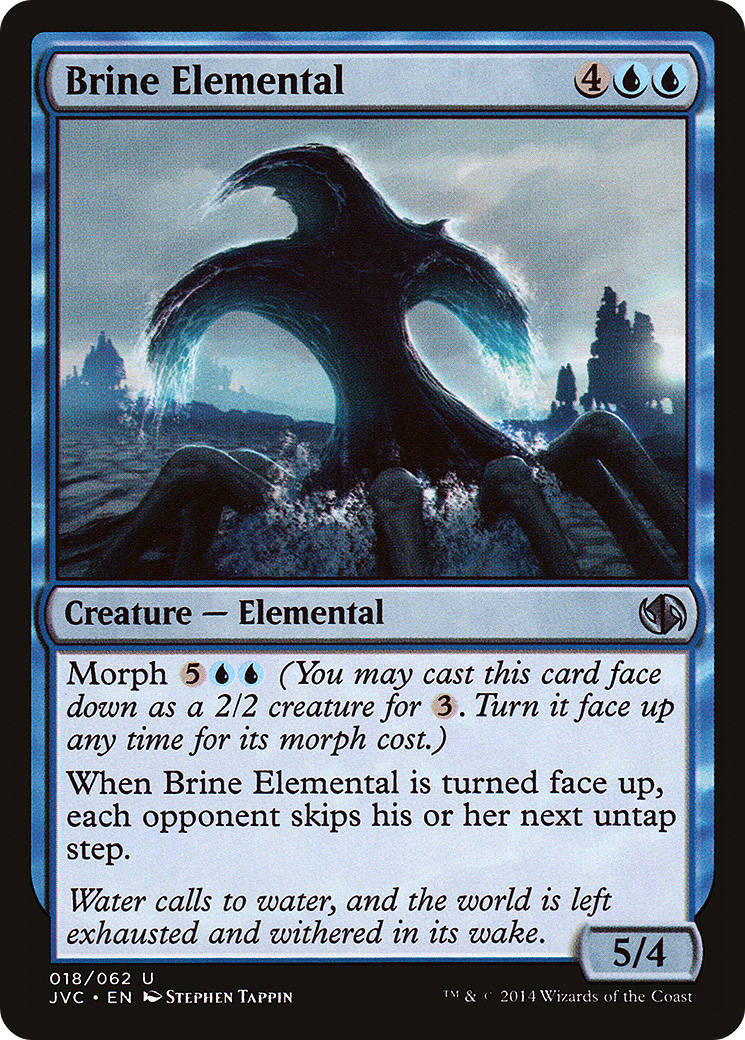 Brine Elemental 4
Creature — Elemental
Morph 5 (You may cast this card face
down as a 2/2 creature for 3. Turn it face up
any time for its morph cost.)
When Brine Elemental is turned face up,
each opponent skips his or her next untap
step.
Water calls to water, and the world is left
exhausted and withered in its wake.
5/4
018/062 U
JVC • EN Stephen Tappin
™ & © 2014 Wizards of the Coast